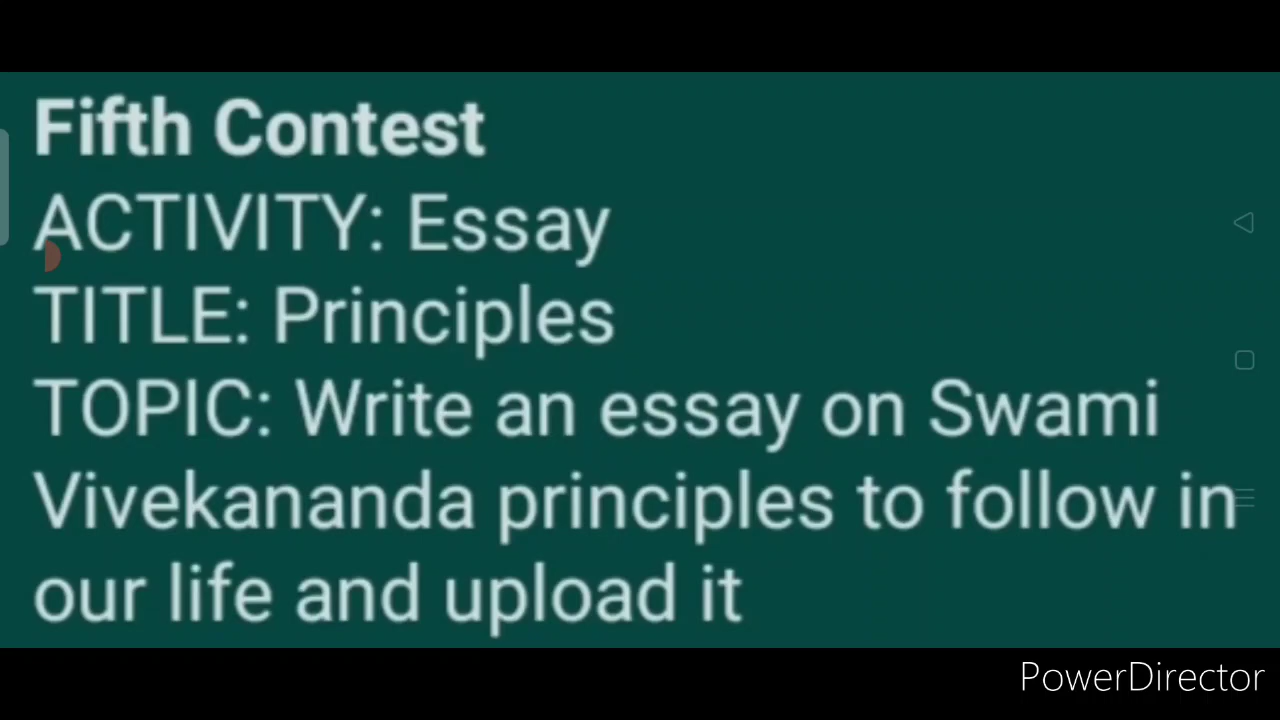 Fifth Contest
ACTIVITY: Essay
TITLE: Principles
TOPIC: Write an essay on Swami
Vivekananda principles to follow in
our life and upload it
PowerDirector